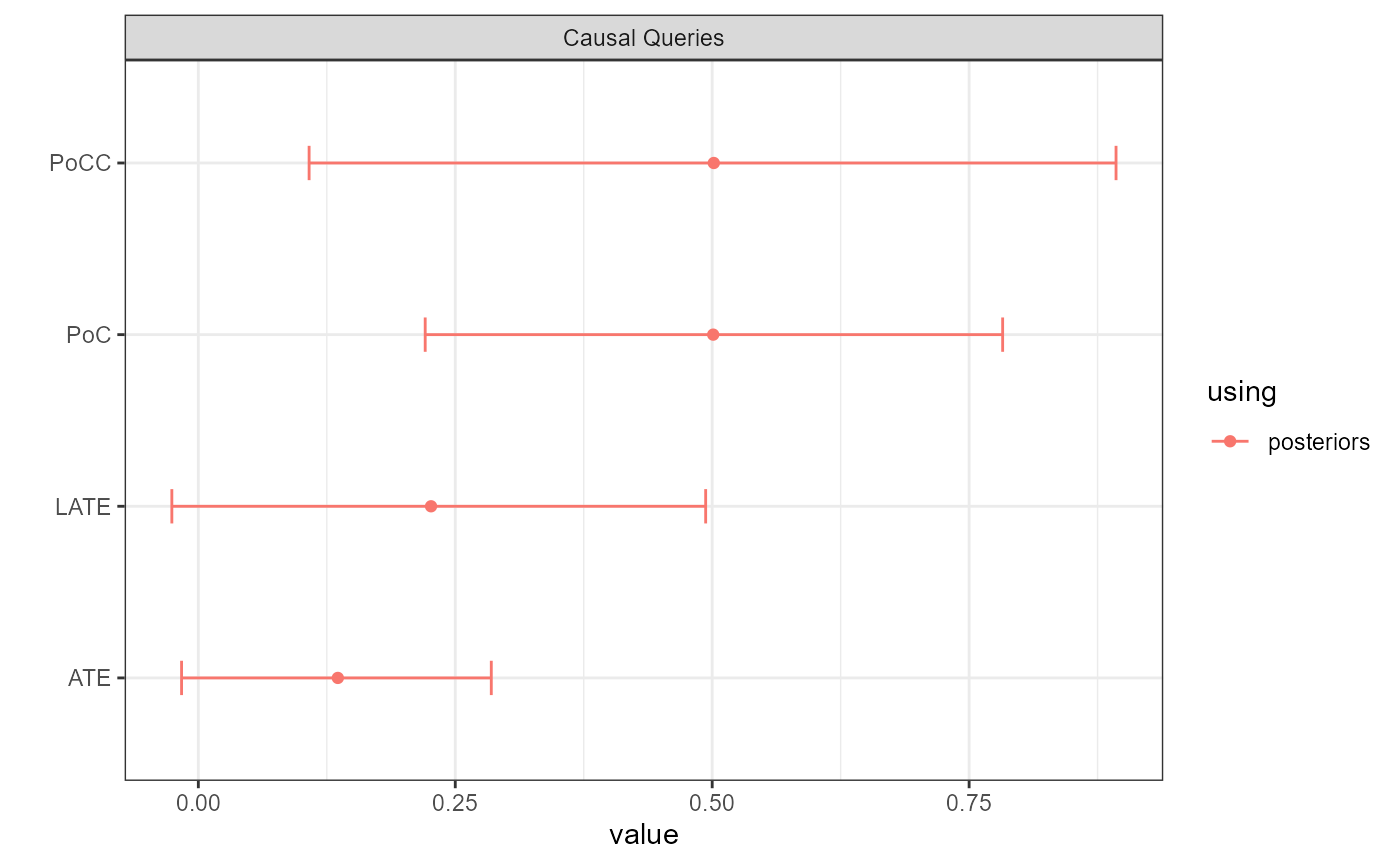 Causal Queries
PoCC
PoC
LATE
ATE
0.00 0.25 0.50 0.75
value
using
posteriors